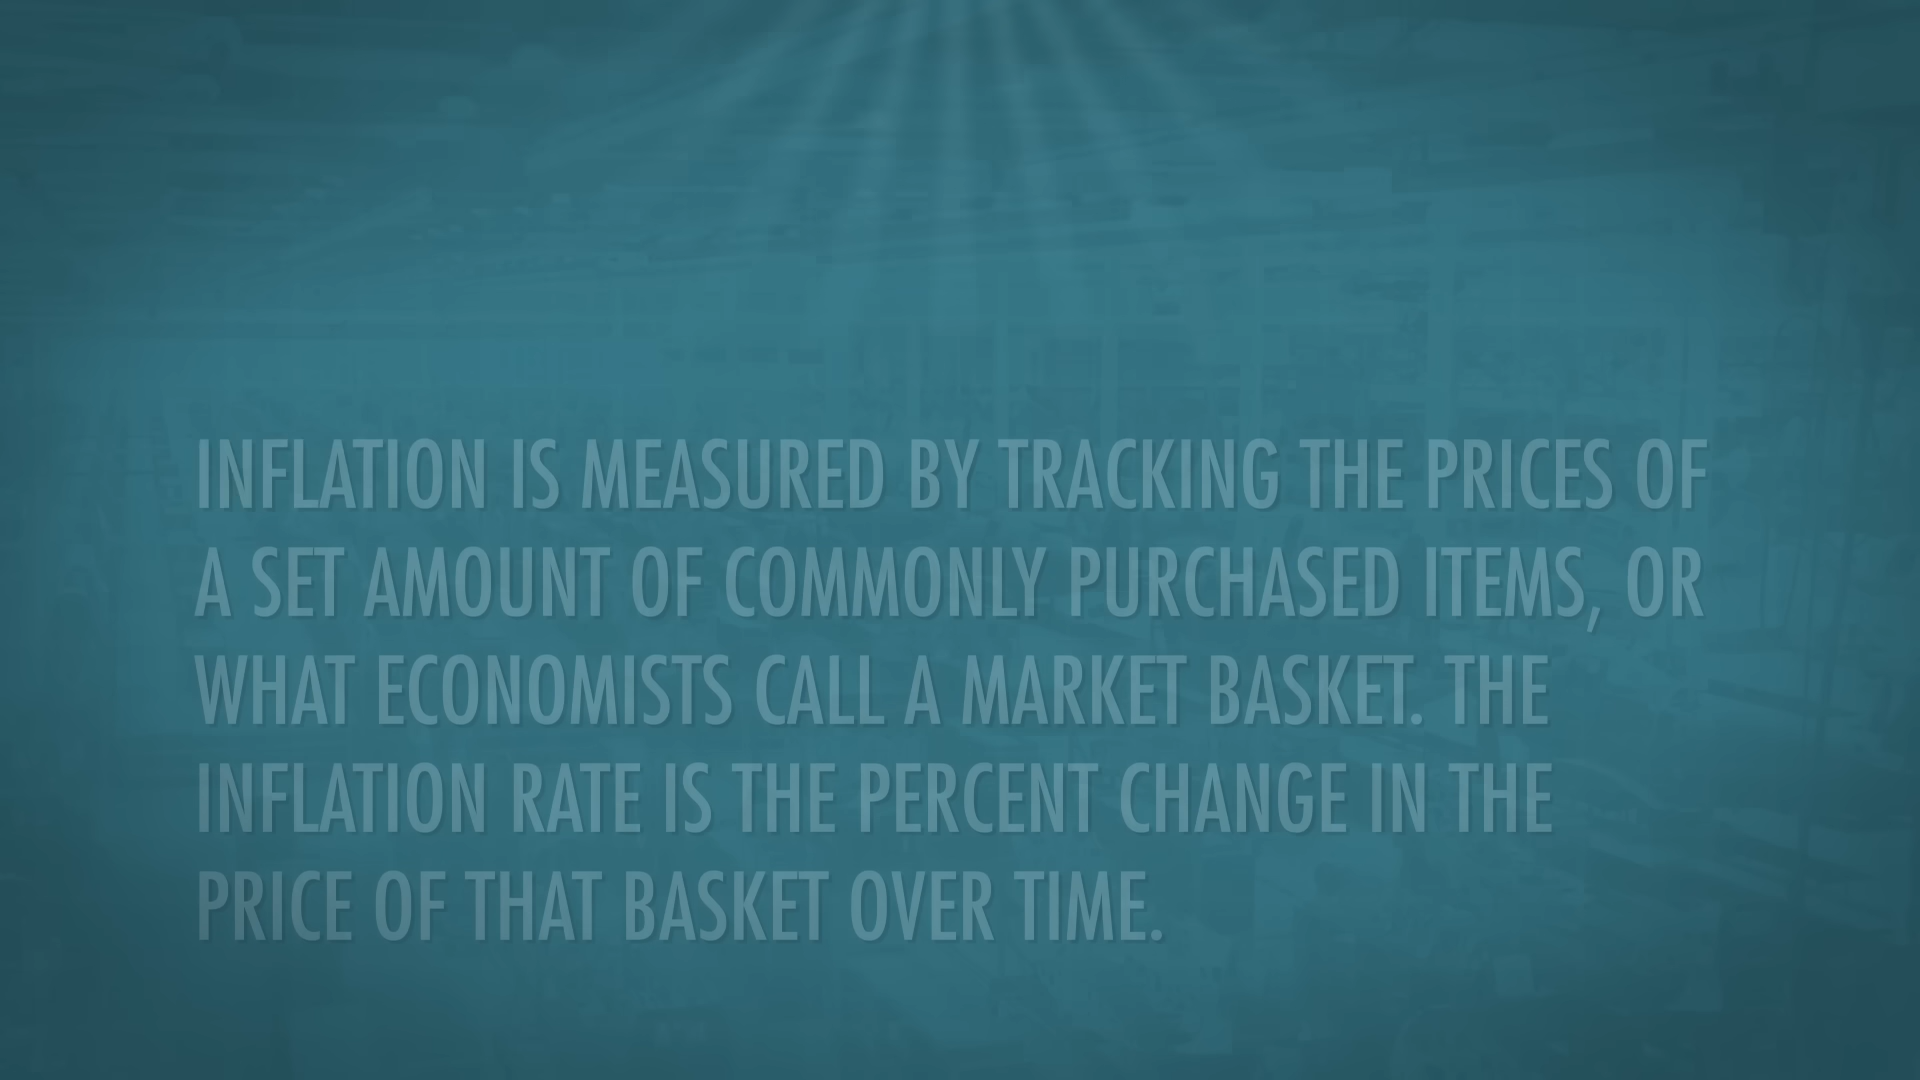 INFLATION IS MEASURED BY TRACKING THE PRICES OF
A SET AMOUNT OF COMMONLY PURCHASED ITEMS, OR
WHAT ECONOMISTS CALL A MARKET BASKET. THE
INFLATION RATE IS THE PERCENT CHANGE IN THE
PRICE OF THAT BASKET OVER TIME.